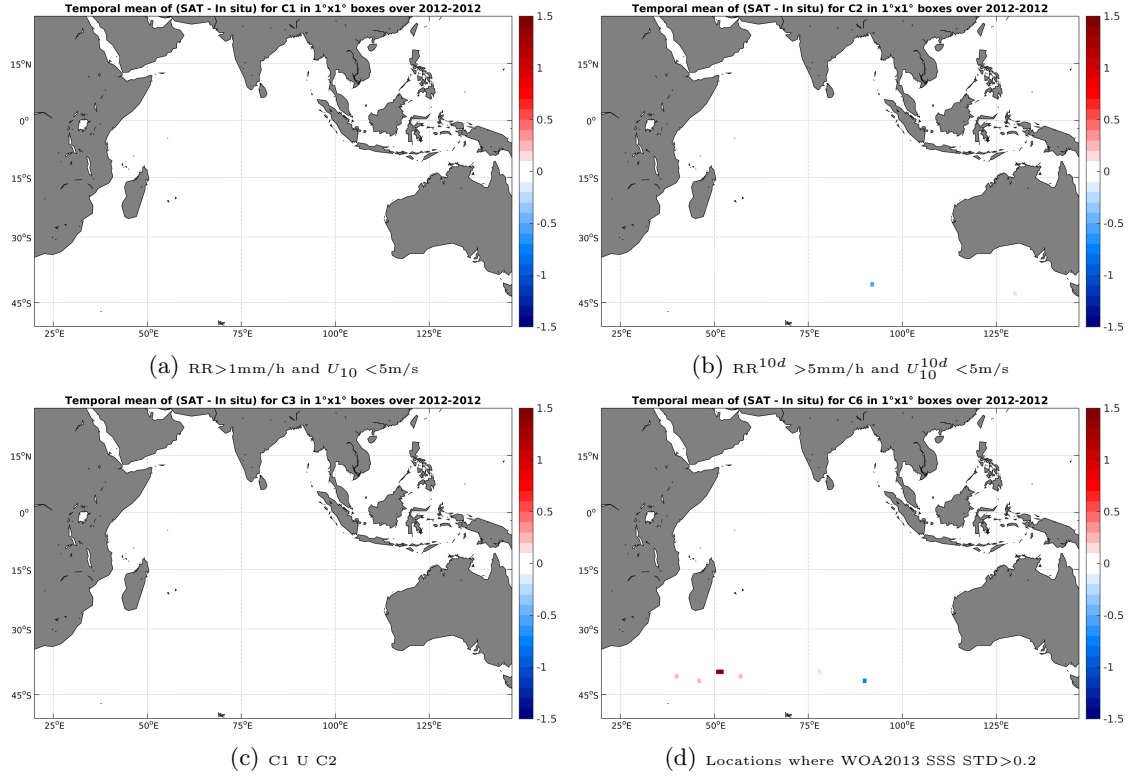 Temporal mean of (SAT - In situ) for C1 in 1°x1° boxes over 2012-2012
15°N
0°
15°S
30°S
45°S
25°E
50°E
75°E
100°E
125°E
1.5
1
0.5
0
-0.5
-1
-1.5
(a) RR>1mm/h and U10 <5m/s
Temporal mean of (SAT - In situ) for C2 in 1°x1° boxes over 2012-2012
15°N
0°
15°S
30°S
45°S
25°E
50°E
75°E
100°E
125°E
1.5
1
0.5
0
-0.5
-1
-1.5
(b) RR^10d >5mm/h and U10^10d <5m/s
Temporal mean of (SAT - In situ) for C3 in 1°x1° boxes over 2012-2012
15°N
0°
15°S
30°S
45°S
25°E
50°E
75°E
100°E
125°E
1.5
1
0.5
0
-0.5
-1
-1.5
(c) C1 U C2
Temporal mean of (SAT - In situ) for C6 in 1°x1° boxes over 2012-2012
15°N
0°
15°S
30°S
45°S
25°E
50°E
75°E
100°E
125°E
1.5
1
0.5
0
-0.5
-1
-1.5
(d) Locations where WOA2013 SSS STD>0.2